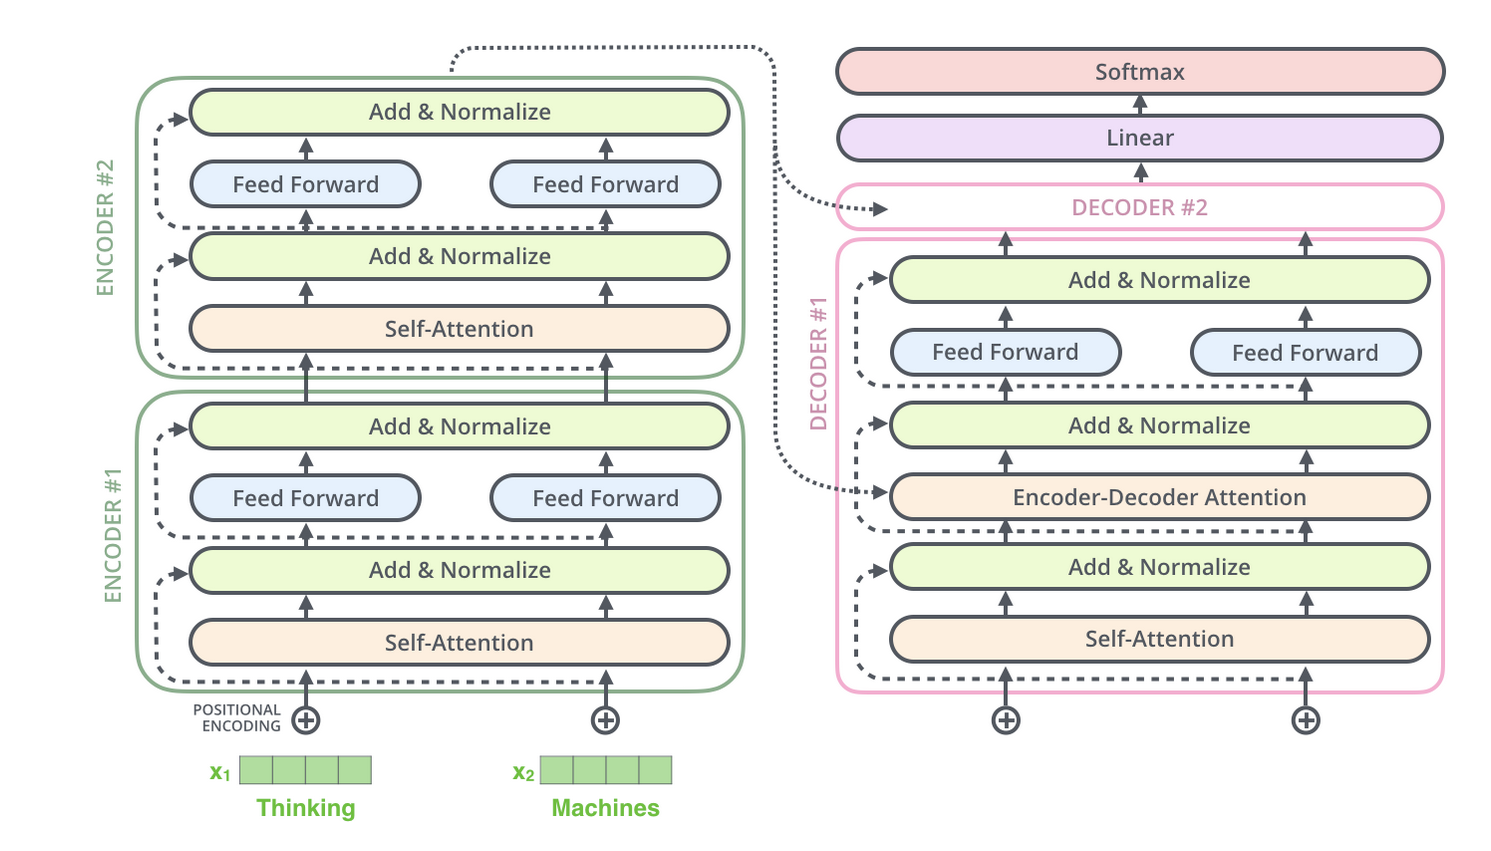 ENCODER #2
Add & Normalize
Feed Forward
Feed Forward
Add & Normalize
Self-Attention
ENCODER #1
Add & Normalize
Feed Forward
Feed Forward
Add & Normalize
Self-Attention
POSITIONAL
ENCODING
x₁
x₂
Thinking
Machines
Softmax
Linear
DECODER #2
DECODER #1
Add & Normalize
Feed Forward
Feed Forward
Add & Normalize
Encoder-Decoder Attention
Add & Normalize
Self-Attention